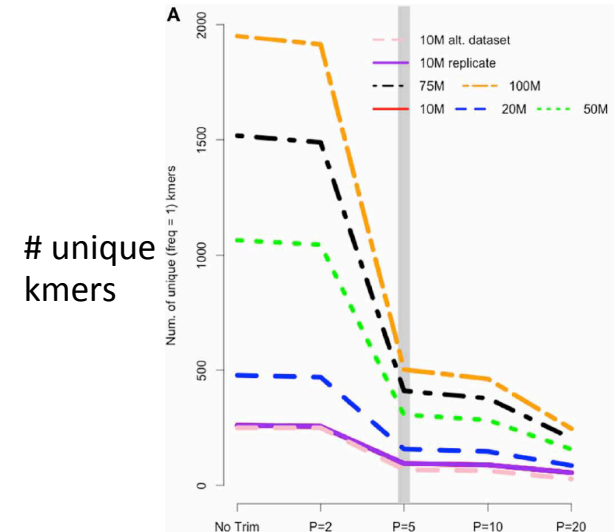 A
10M alt. dataset
10M replicate
75M 100M
10M 20M 50M
# unique
kmers
Num. of unique (freq = 1) kmers
2000
1500
1000
500
0
No Trim P=2 P=5 P=10 P=20